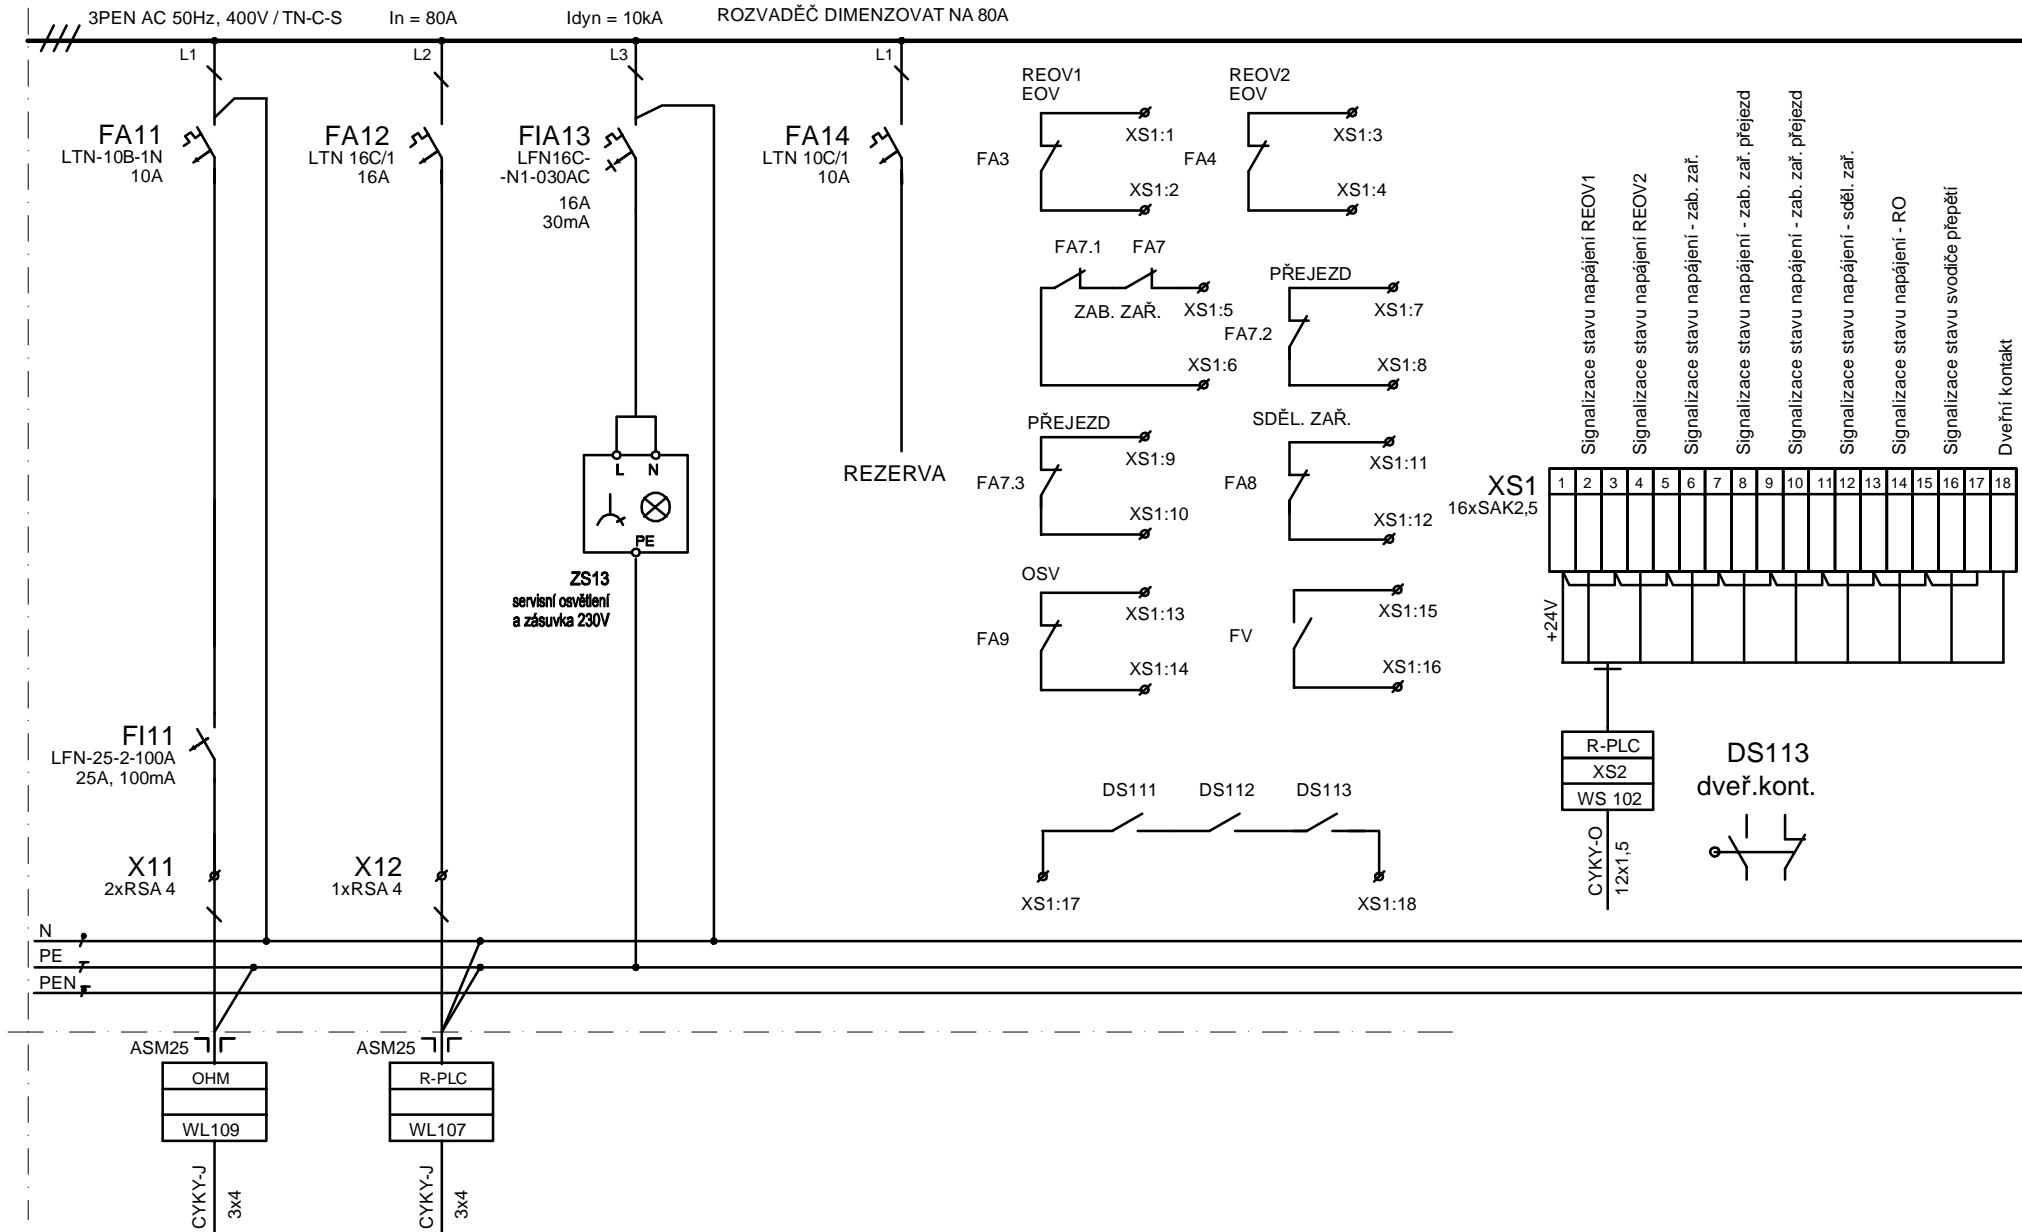 3PEN AC 50Hz, 400V / TN-C-S
In = 80A
Idyn = 10kA
ROZVADĚČ DIMENZOVAT NA 80A
L1
L2
L3
L1
FA11
LTN-10B-1N
10A
FA12
LTN 16C/1
16A
FIA13
LFN16C-
-N1-030AC
16A
30mA
FA14
LTN 10C/1
10A
REZERVA
L N
PE
ZS13
servisní osvětlení
a zásuvka 230V
FI11
LFN-25-2-100A
25A, 100mA
X11
2xRSA 4
X12
1xRSA 4
N
PE
PEN
ASM25
OHM
WL109
CYKY-J
3x4
ASM25
R-PLC
WL107
CYKY-J
3x4
REOV1
EOV
FA3
XS1:1
XS1:2
REOV2
EOV
FA4
XS1:3
XS1:4
FA7.1
FA7
ZAB. ZAŘ.
XS1:5
XS1:6
PŘEJEZD
FA7.2
XS1:7
XS1:8
PŘEJEZD
FA7.3
XS1:9
XS1:10
SDĚL. ZAŘ.
FA8
XS1:11
XS1:12
OSV
FA9
XS1:13
XS1:14
FV
XS1:15
XS1:16
DS111
DS112
DS113
XS1:17
XS1:18
Signalizace stavu napájení REOV1
Signalizace stavu napájení REOV2
Signalizace stavu napájení - zab. zař.
Signalizace stavu napájení - zab. zař. přejezd
Signalizace stavu napájení - zab. zař. přejezd
Signalizace stavu napájení - sděl. zař.
Signalizace stavu napájení - RO
Signalizace stavu svodiče přepětí
Dveřní kontakt
XS1
16xSAK2,5
1 2 3 4 5 6 7 8 9 10 11 12 13 14 15 16 17 18
+24V
R-PLC
XS2
WS 102
CYKY-O
12x1,5
DS113
dveř.kont.